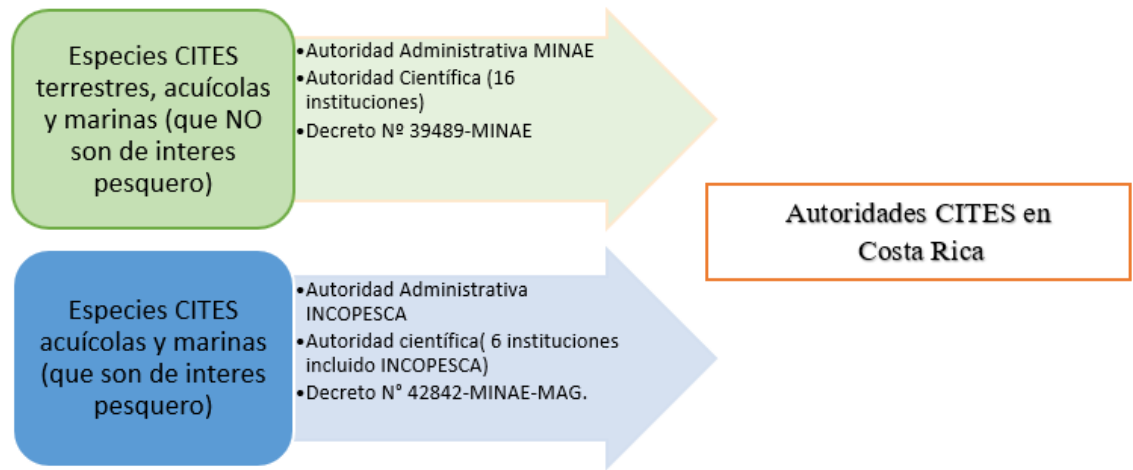 Especies CITES
terrestres, acuícolas
y marinas (que NO
son de interes
pesquero)
•Autoridad Administrativa MINAE
•Autoridad Científica (16
instituciones)
•Decreto Nº 39489-MINAE
Autoridades CITES en
Costa Rica
Especies CITES
acuícolas y marinas
(que son de interes
pesquero)
•Autoridad Administrativa
INCOPESCA
•Autoridad científica( 6 instituciones
incluido INCOPESCA)
•Decreto N° 42842-MINAE-MAG.